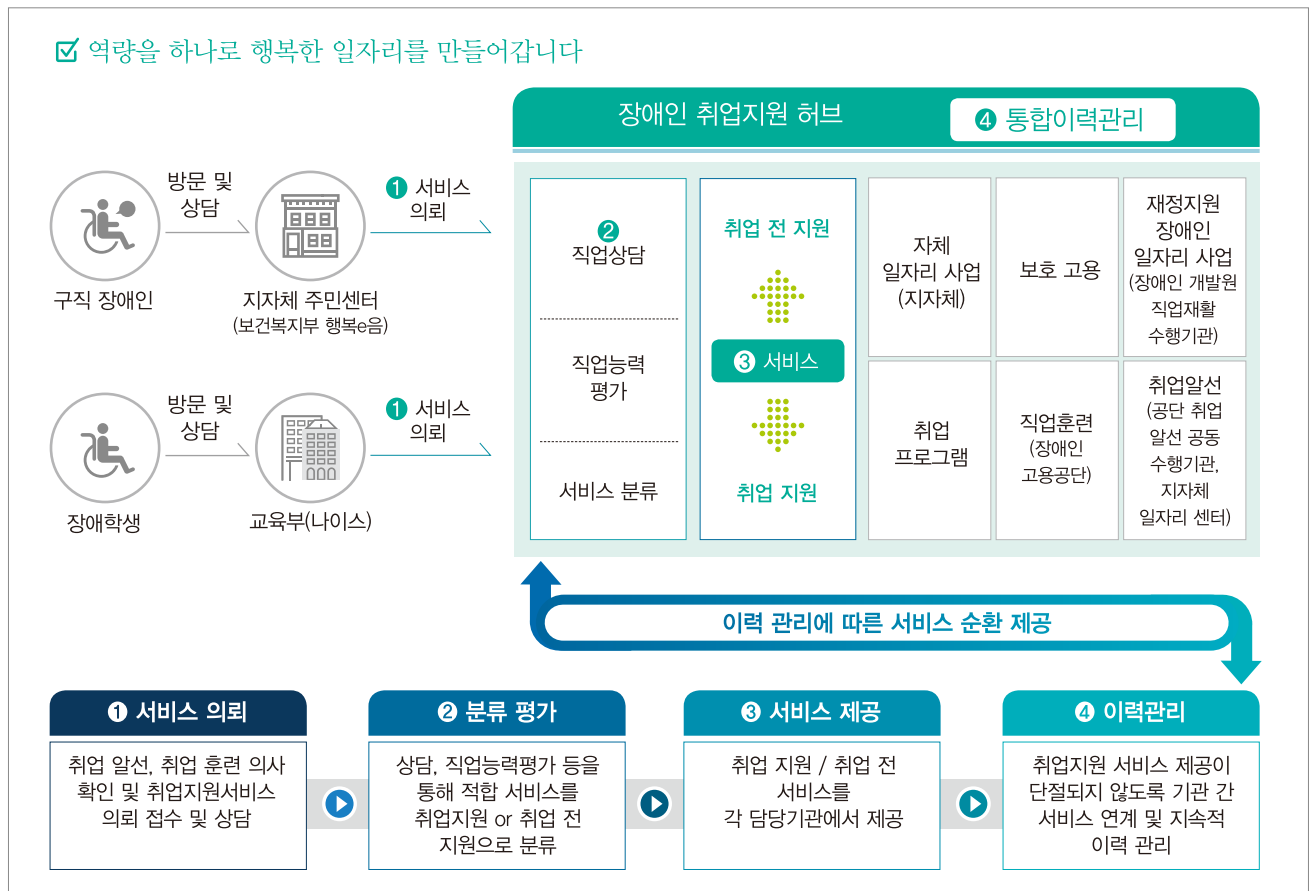 역량을 하나로 행복한 일자리를 만들어갑니다
장애인 취업지원 허브
❹ 통합이력관리
방문 및
상담
❶ 서비스
의뢰
구직 장애인
지자체 주민센터
(보건복지부 행복e음)
방문 및
상담
❶ 서비스
의뢰
장애학생
교육부(나이스)
❷
직업상담
직업능력
평가
서비스 분류
취업 전 지원
❸ 서비스
취업 지원
자체
일자리 사업
(지자체)
보호 고용
재정지원
장애인
일자리 사업
(장애인 개발원
직업재활
수행기관)
취업
프로그램
직업훈련
(장애인
고용공단)
취업알선
(공단 취업
알선 공동
수행기관,
지자체
일자리 센터)
이력 관리에 따른 서비스 순환 제공
❶ 서비스 의뢰
취업 알선, 취업 훈련 의사
확인 및 취업지원서비스
의뢰 접수 및 상담
❷ 분류 평가
상담, 직업능력평가 등을
통해 적합 서비스를
취업지원 or 취업 전
지원으로 분류
❸ 서비스 제공
취업 지원 / 취업 전
서비스를
각 담당기관에서 제공
❹ 이력관리
취업지원 서비스 제공이
단절되지 않도록 기관 간
서비스 연계 및 지속적
이력 관리